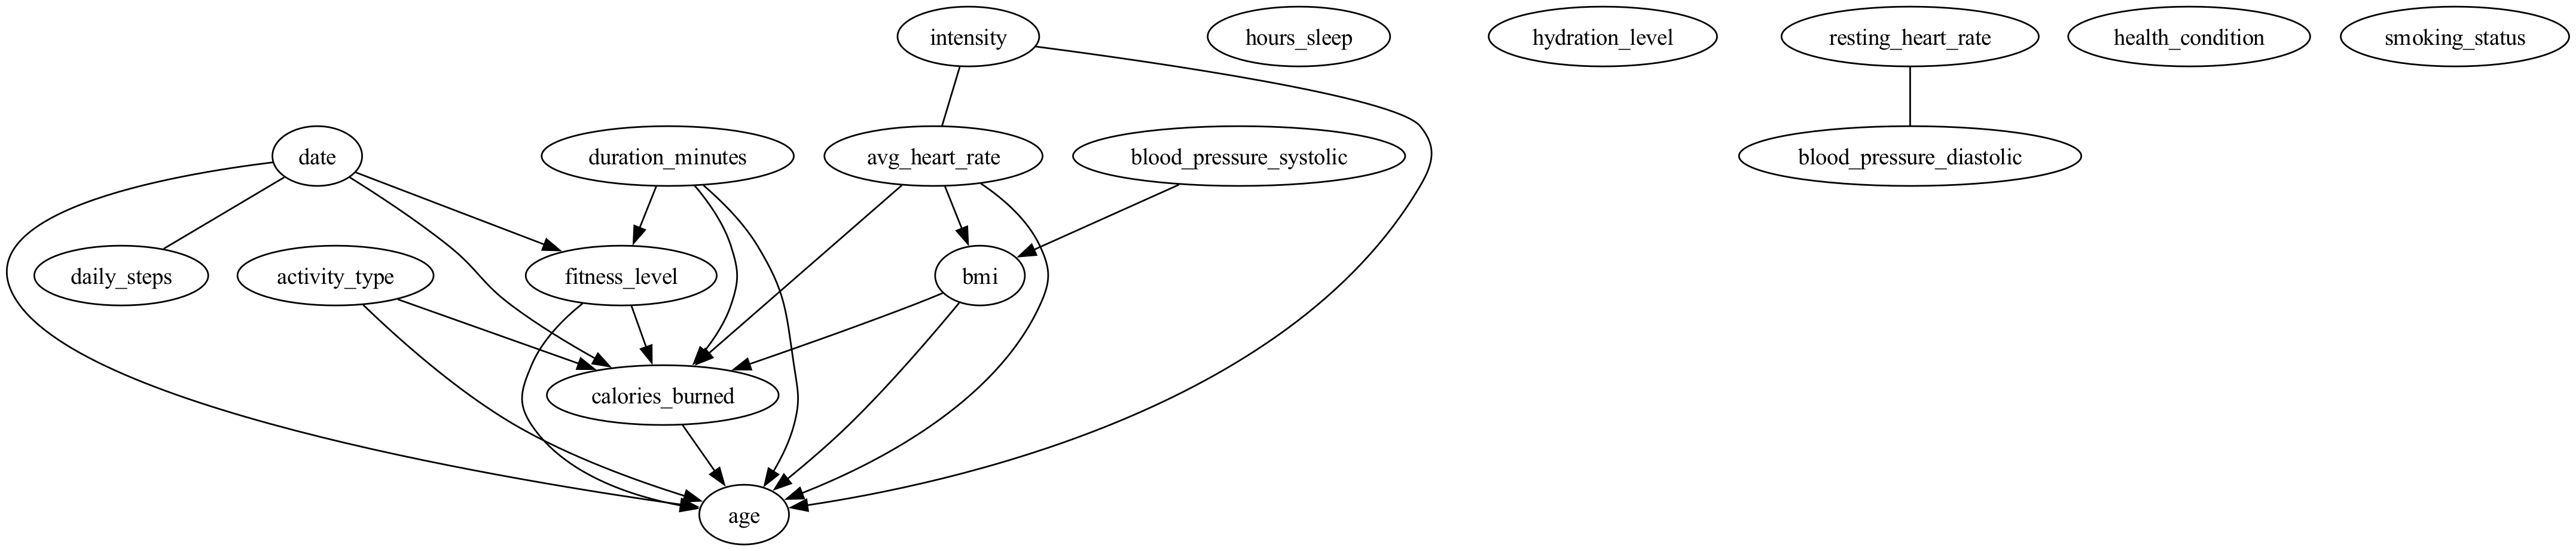 intensity
hours_sleep
hydration_level
resting_heart_rate
health_condition
smoking_status
date
duration_minutes
avg_heart_rate
blood_pressure_systolic
blood_pressure_diastolic
daily_steps
activity_type
fitness_level
bmi
calories_burned
age